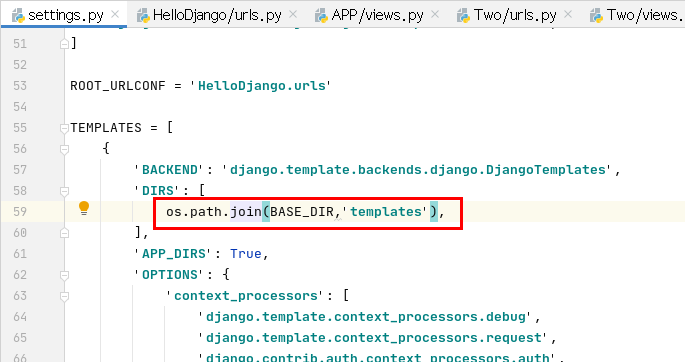 settings.py × HelloDjango/urls.py × APP/views.py × Two/urls.py × Two/views.
51 ]
52
53 ROOT_URLCONF = 'HelloDjango.urls'
54
55 TEMPLATES = [
56 {
57 'BACKEND': 'django.template.backends.django.DjangoTemplates',
58 'DIRS': [
59 os.path.join(BASE_DIR,'templates'),
60 ],
61 'APP_DIRS': True,
62 'OPTIONS': {
63 'context_processors': [
64 'django.template.context_processors.debug',
65 'django.template.context_processors.request',
66 'django.contrib.auth.context_processors.auth',